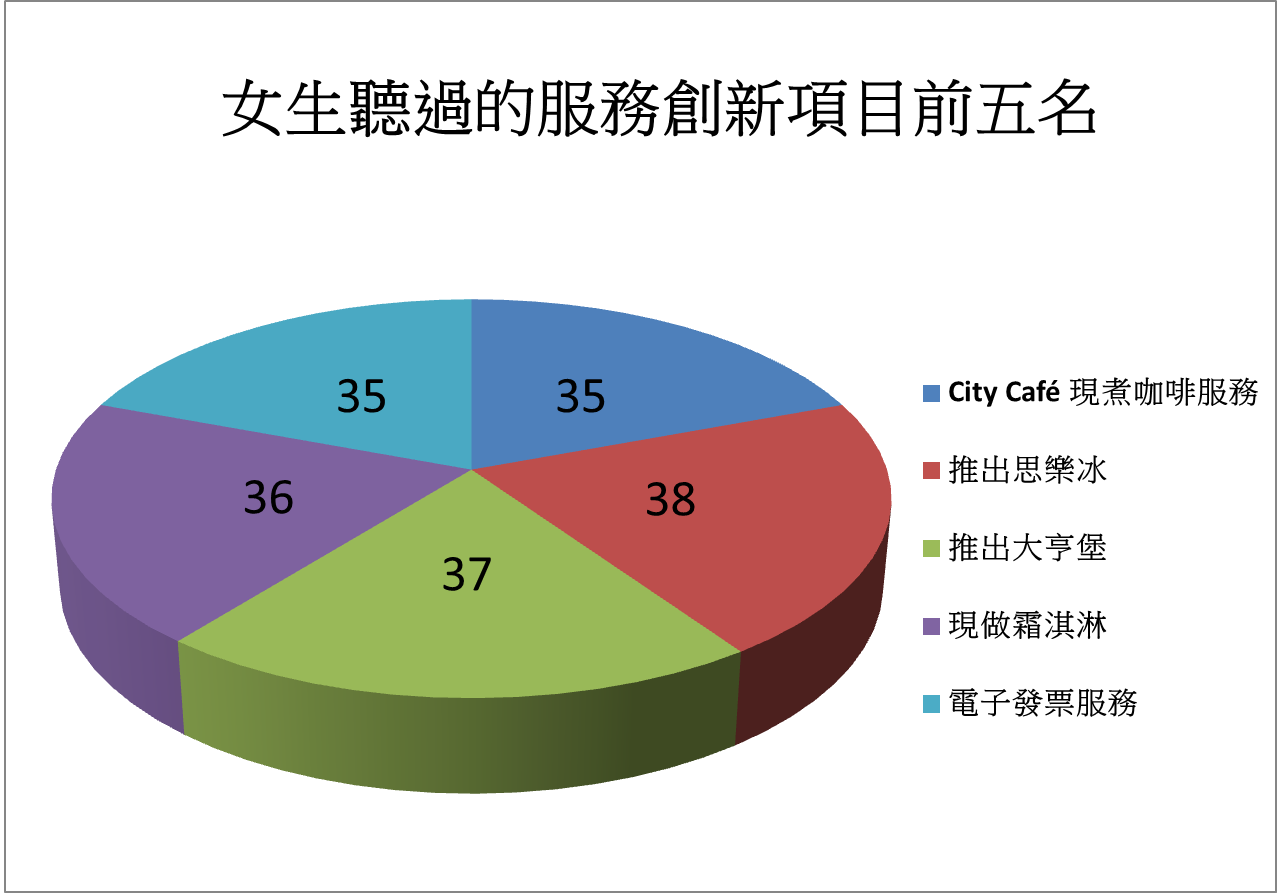 女生聽過的服務創新項目前五名
35
35
36
38
37
City Café 現煮咖啡服務
推出思樂冰
推出大亨堡
現做霜淇淋
電子發票服務